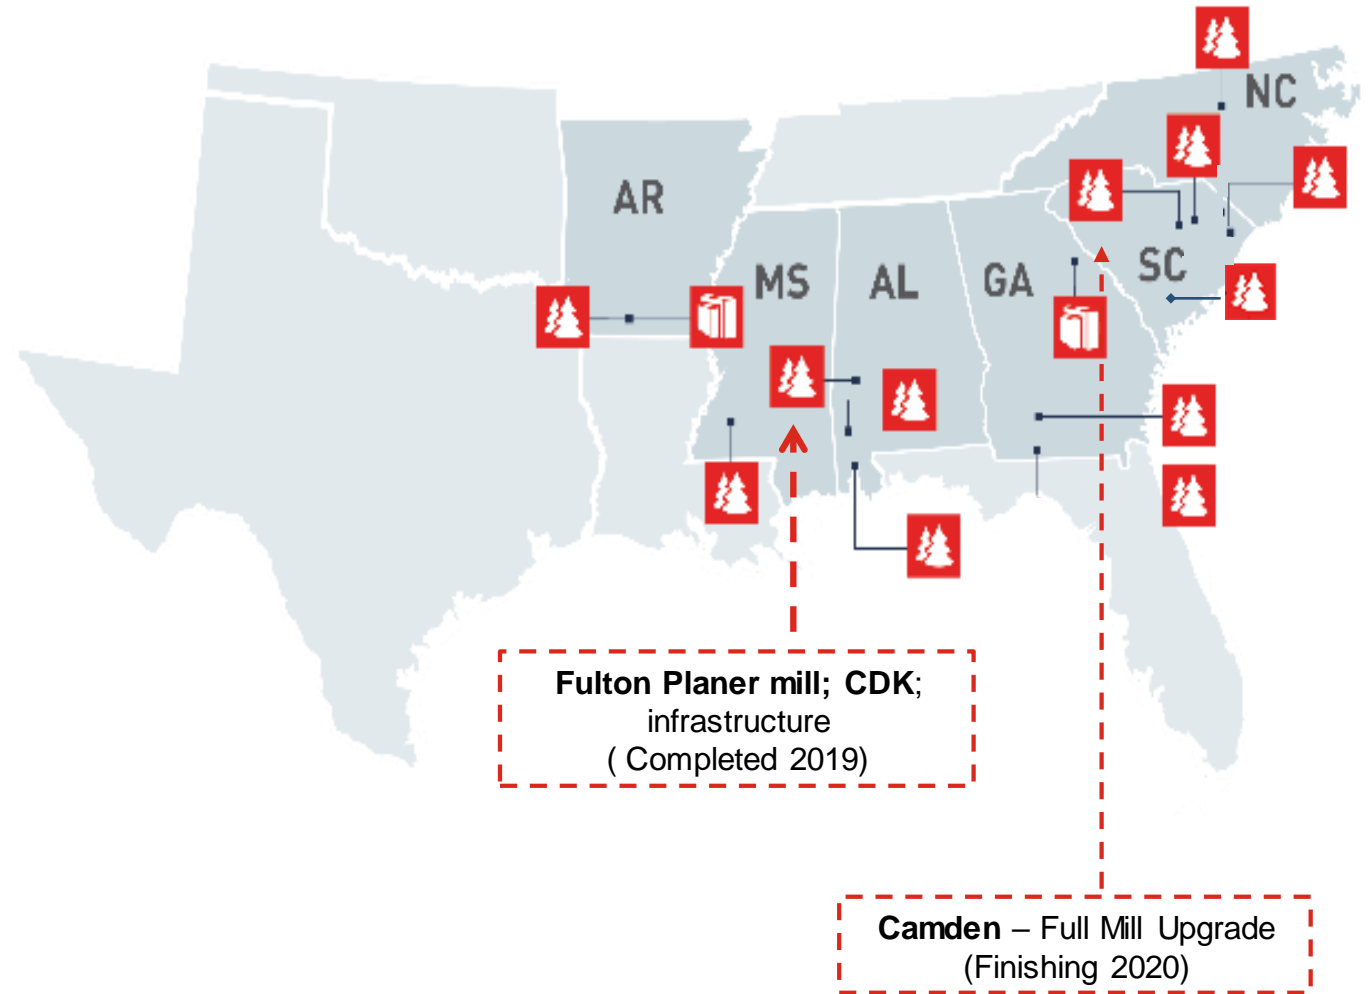 NC
AR
SC
MS
AL
GA
Fulton Planer mill; CDK;
infrastructure
( Completed 2019)
Camden – Full Mill Upgrade
(Finishing 2020)